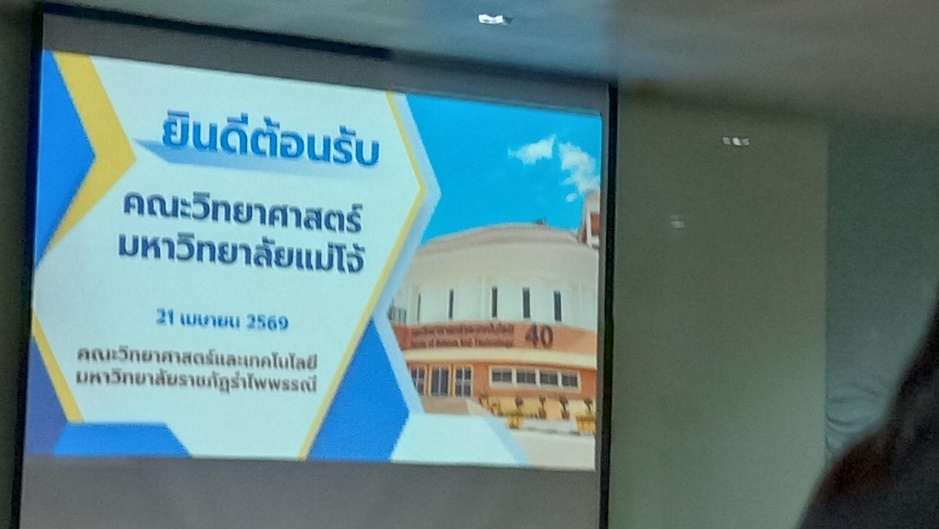 ยินดีต้อนรับ
คณะวิทยาศาสตร์
มหาวิทยาลัยแม่โจ้
21 เมษายน 2569
คณะวิทยาศาสตร์และเทคโนโลยี
มหาวิทยาลัยราชภัฏรำไพพรรณี
40
of Science and Technology